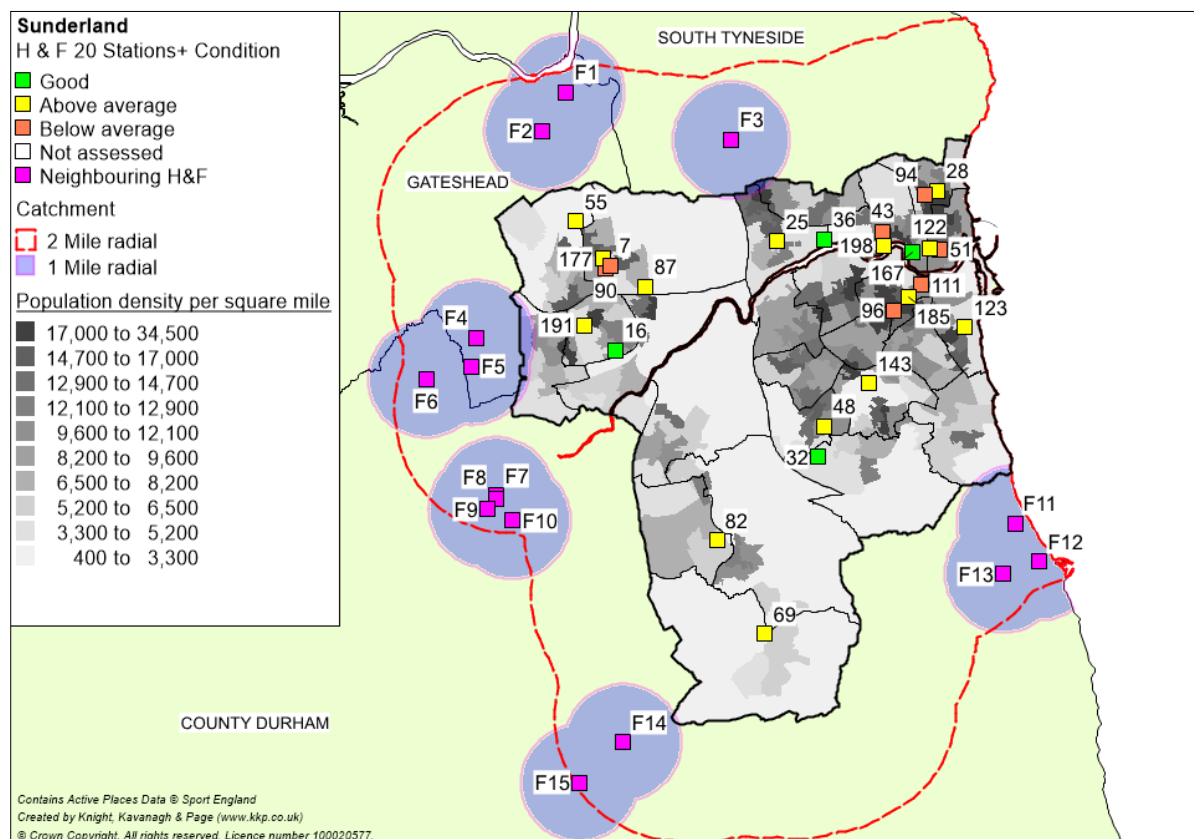 Sunderland
H & F 20 Stations+ Condition
Good
Above average
Below average
Not assessed
Neighbouring H&F
Catchment
2 Mile radial
1 Mile radial
Population density per square mile
17,000 to 34,500
14,700 to 17,000
12,900 to 14,700
12,100 to 12,900
9,600 to 12,100
8,200 to 9,600
6,500 to 8,200
5,200 to 6,500
3,300 to 5,200
400 to 3,300
SOUTH TYNESIDE
F1
F2
F3
GATESHEAD
94
28
55
25
36
43
122
198
51
7
177
87
90
167
111
96
185
123
F4
191
16
F5
F6
143
48
32
F8
F7
F9
F10
82
F11
F12
F13
69
COUNTY DURHAM
F14
F15
Contains Active Places Data © Sport England
Created by Knight, Kavanagh & Page (www.kkp.co.uk)
© Crown Copyright. All rights reserved. Licence number 100020577.